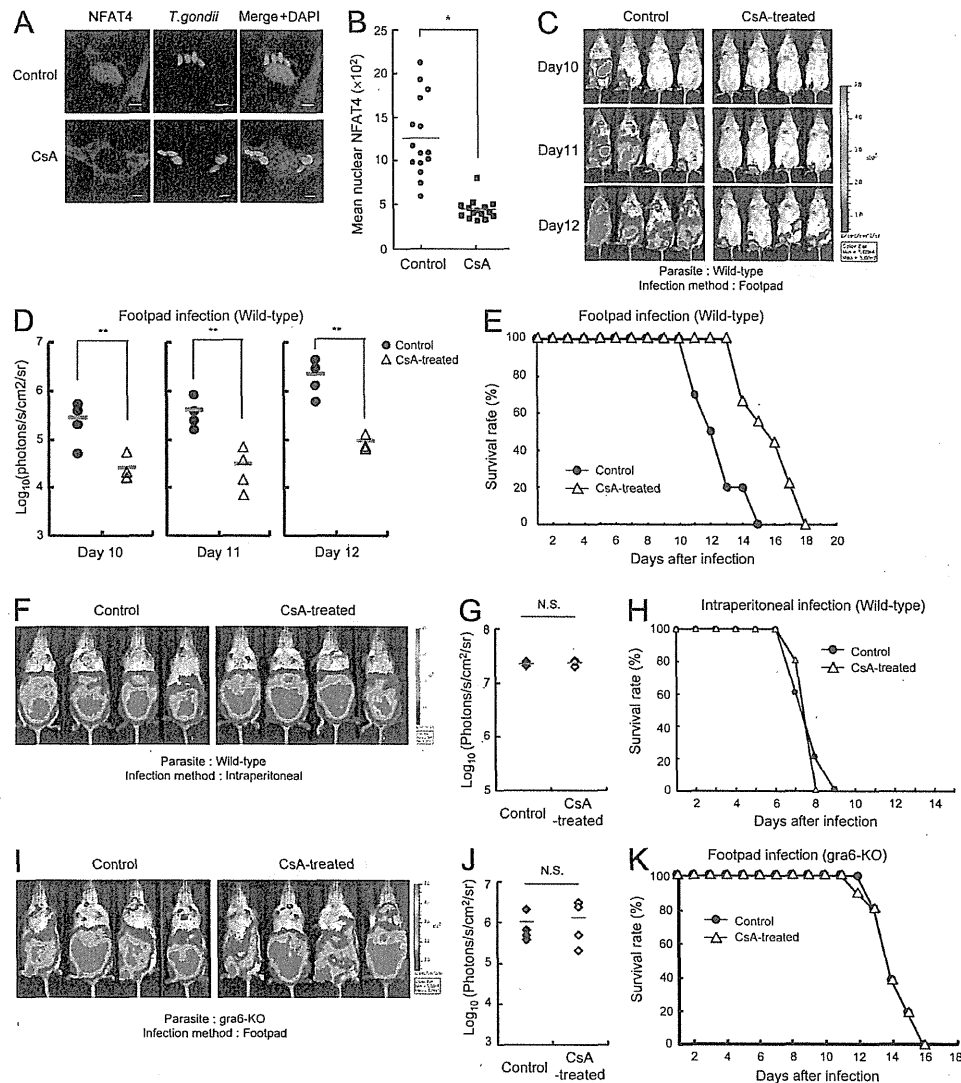 A
NFAT4
T.gondii
Merge+DAPI
Control
CsA
B
Mean nuclear NFAT4 (×10²)
25
20
15
10
5
0
*
Control
CsA
C
Control
CsA-treated
Day10
Day11
Day12
Parasite : Wild-type
Infection method : Footpad
D
Footpad infection (Wild-type)
Log10(photons/s/cm2/sr)
7
6
5
4
3
**
**
**
Control
CsA-treated
Day 10
Day 11
Day 12
E
Footpad infection (Wild-type)
Survival rate (%)
100
80
60
40
20
0
Control
CsA-treated
2 4 6 8 10 12 14 16 18 20
Days after infection
F
Control
CsA-treated
Parasite : Wild-type
Infection method : Intraperitoneal
G
N.S.
Log10 (Photons/s/cm²/sr)
8
7
6
5
Control
CsA
-treated
H
Intraperitoneal infection (Wild-type)
Survival rate (%)
100
80
60
40
20
0
Control
CsA-treated
2 4 6 8 10 12 14
Days after infection
I
Control
CsA-treated
Parasite : gra6-KO
Infection method : Footpad
J
N.S.
Log10 (Photons/s/cm²/sr)
7
6
5
4
3
Control
CsA
-treated
K
Footpad infection (gra6-KO)
Survival rate (%)
100
80
60
40
20
0
Control
CsA-treated
2 4 6 8 10 12 14 16 18
Days after infection